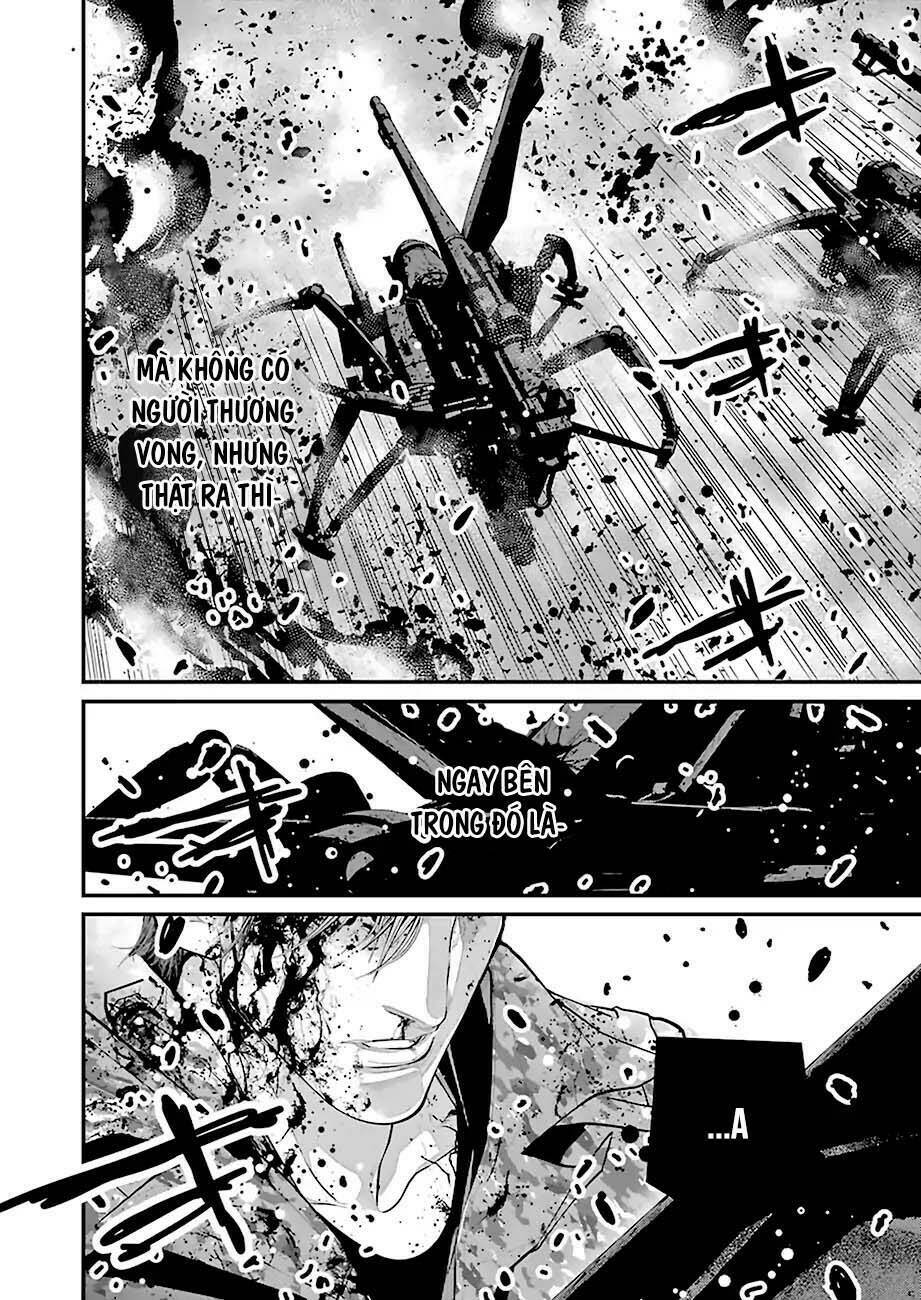 MÀ KHÔNG CÓ
NGƯỜI THƯƠNG
VONG, NHƯNG
THẬT RA THÌ-
NGAY BÊN
TRONG ĐÓ LÀ-
...A